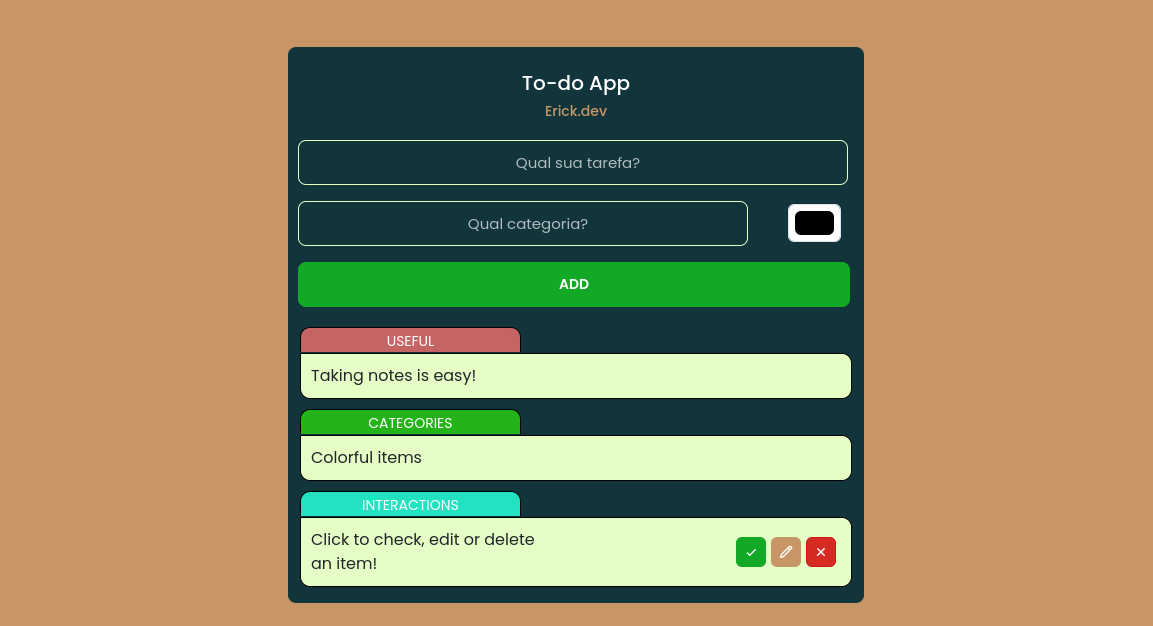 To-do App
Erick.dev
Qual sua tarefa?
Qual categoria?
ADD
USEFUL
Taking notes is easy!
CATEGORIES
Colorful items
INTERACTIONS
Click to check, edit or delete
an item!